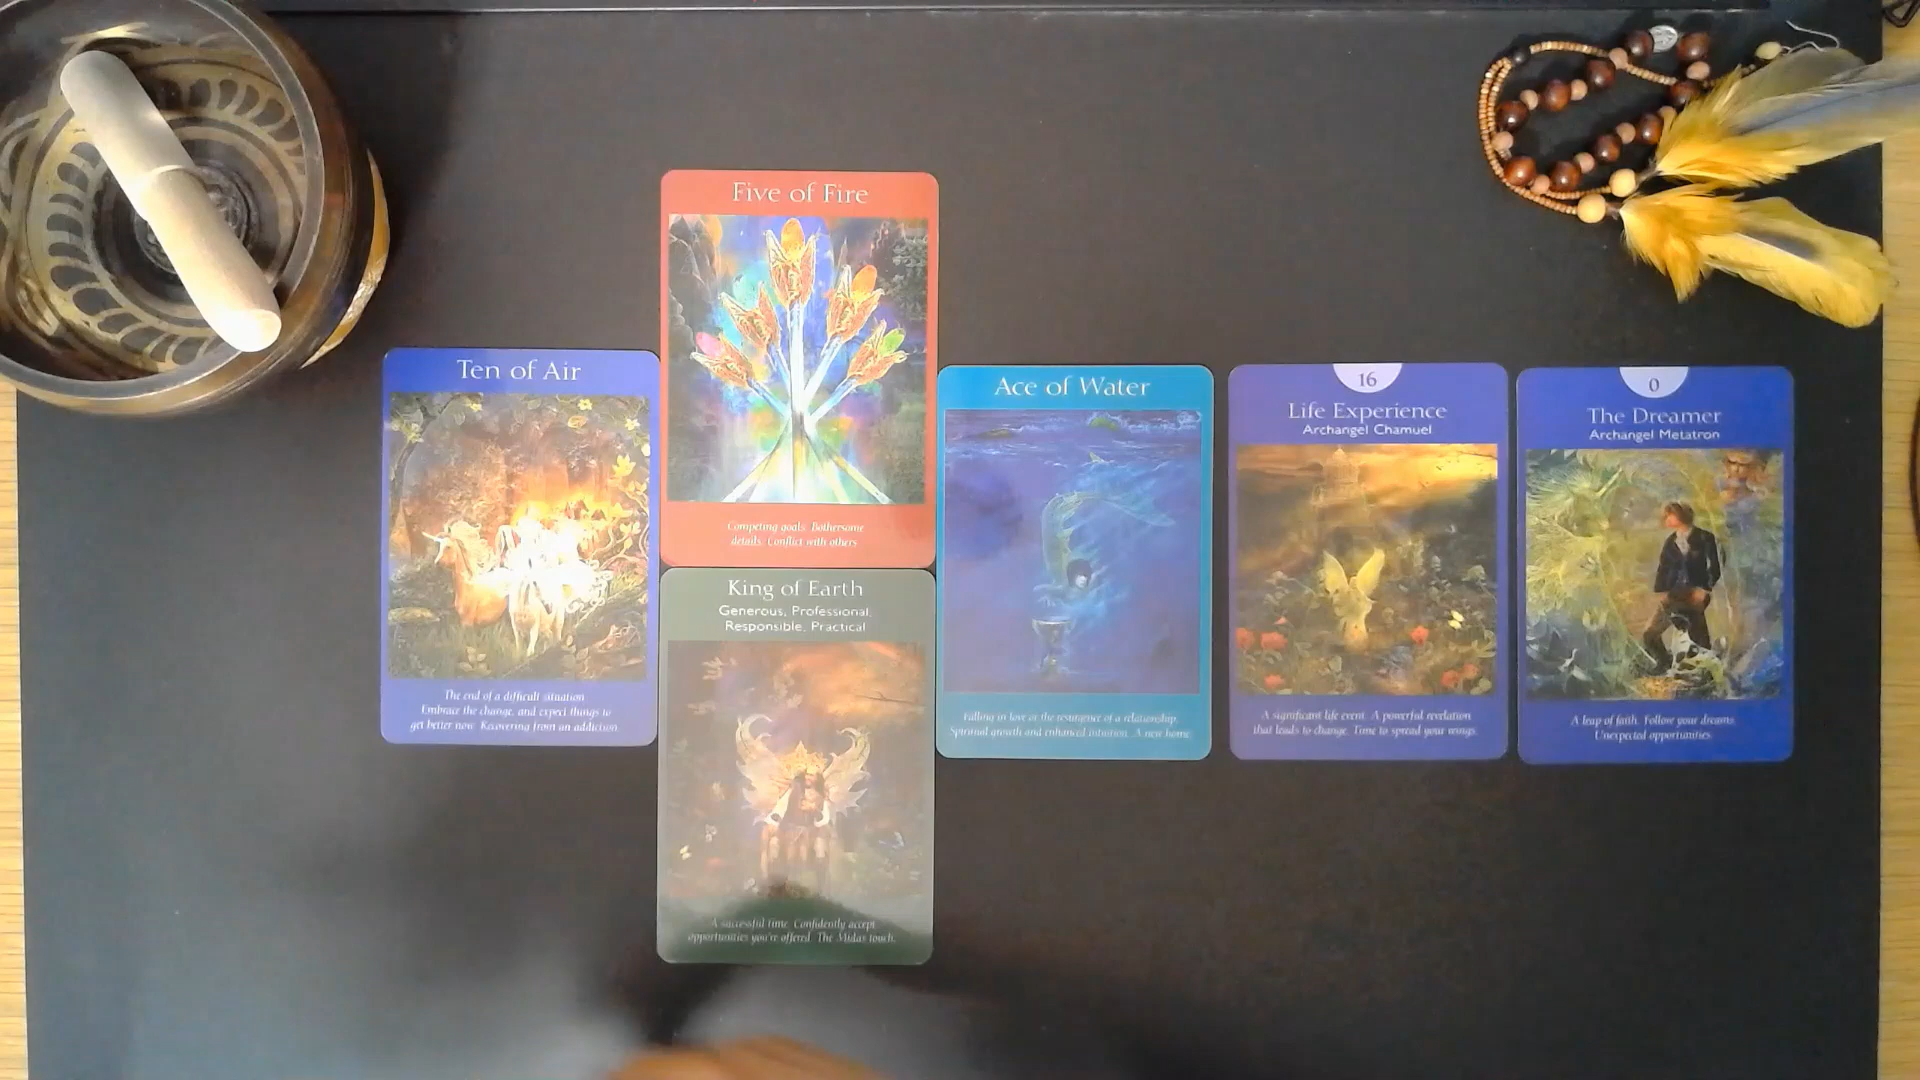 Five of Fire
Competing goals. Bothersome
details. Conflict with others
Ten of Air
The end of a difficult situation
Embrace the change, and expect things to
get better now. Recovering from an addiction.
King of Earth
Generous, Professional,
Responsible, Practical
A successful time. Confidently accept
opportunities you're offered. The Midas touch.
Ace of Water
Falling in love or the resurgence of a relationship.
Spiritual growth and enhanced intuition. A new home.
16
Life Experience
Archangel Chamuel
A significant life event. A powerful revelation
that leads to change. Time to spread your wings.
0
The Dreamer
Archangel Metatron
A leap of faith. Follow your dreams.
Unexpected opportunities.